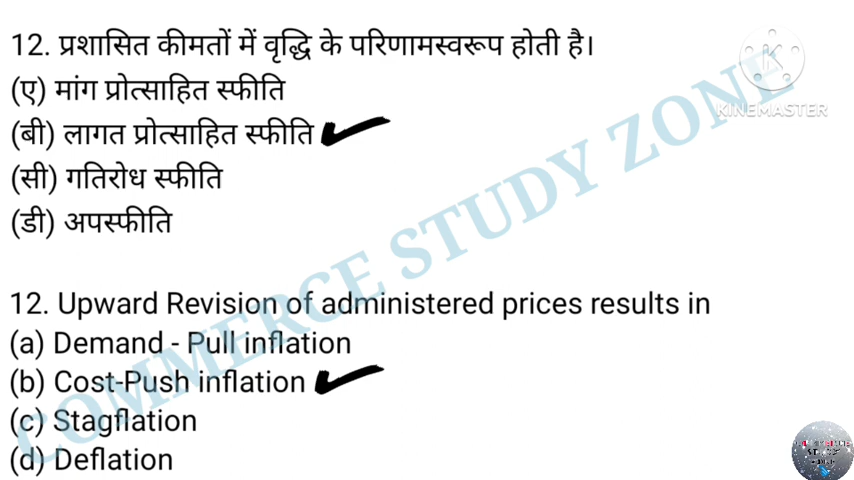 12. प्रशासित कीमतों में वृद्धि के परिणामस्वरूप होती है।
(ए) मांग प्रोत्साहित स्फीति
(बी) लागत प्रोत्साहित स्फीति
(सी) गतिरोध स्फीति
(डी) अपस्फीति
KINEMASTER
COMMERCE STUDY ZONE
12. Upward Revision of administered prices results in
(a) Demand - Pull inflation
(b) Cost-Push inflation
(c) Stagflation
(d) Deflation